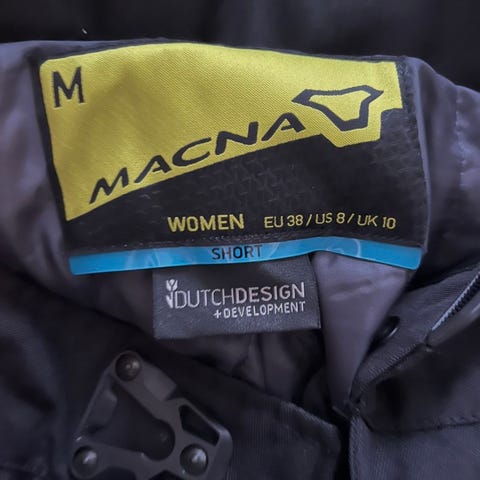 M
MACNA
WOMEN EU 38 / US 8 / UK 10
SHORT
DUTCHDESIGN
+DEVELOPMENT